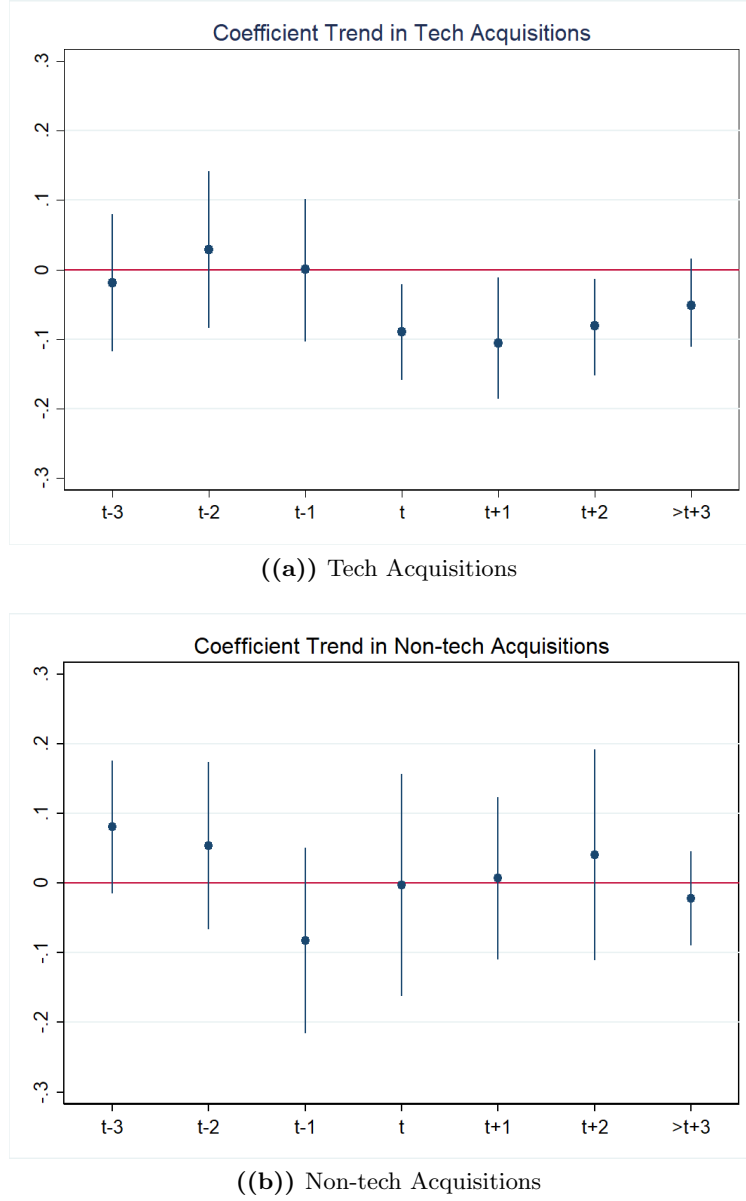 Coefficient Trend in Tech Acquisitions
.3
.2
.1
0
-.1
-.2
-.3
t-3 t-2 t-1 t t+1 t+2 >t+3
((a)) Tech Acquisitions
Coefficient Trend in Non-tech Acquisitions
.3
.2
.1
0
-.1
-.2
-.3
t-3 t-2 t-1 t t+1 t+2 >t+3
((b)) Non-tech Acquisitions